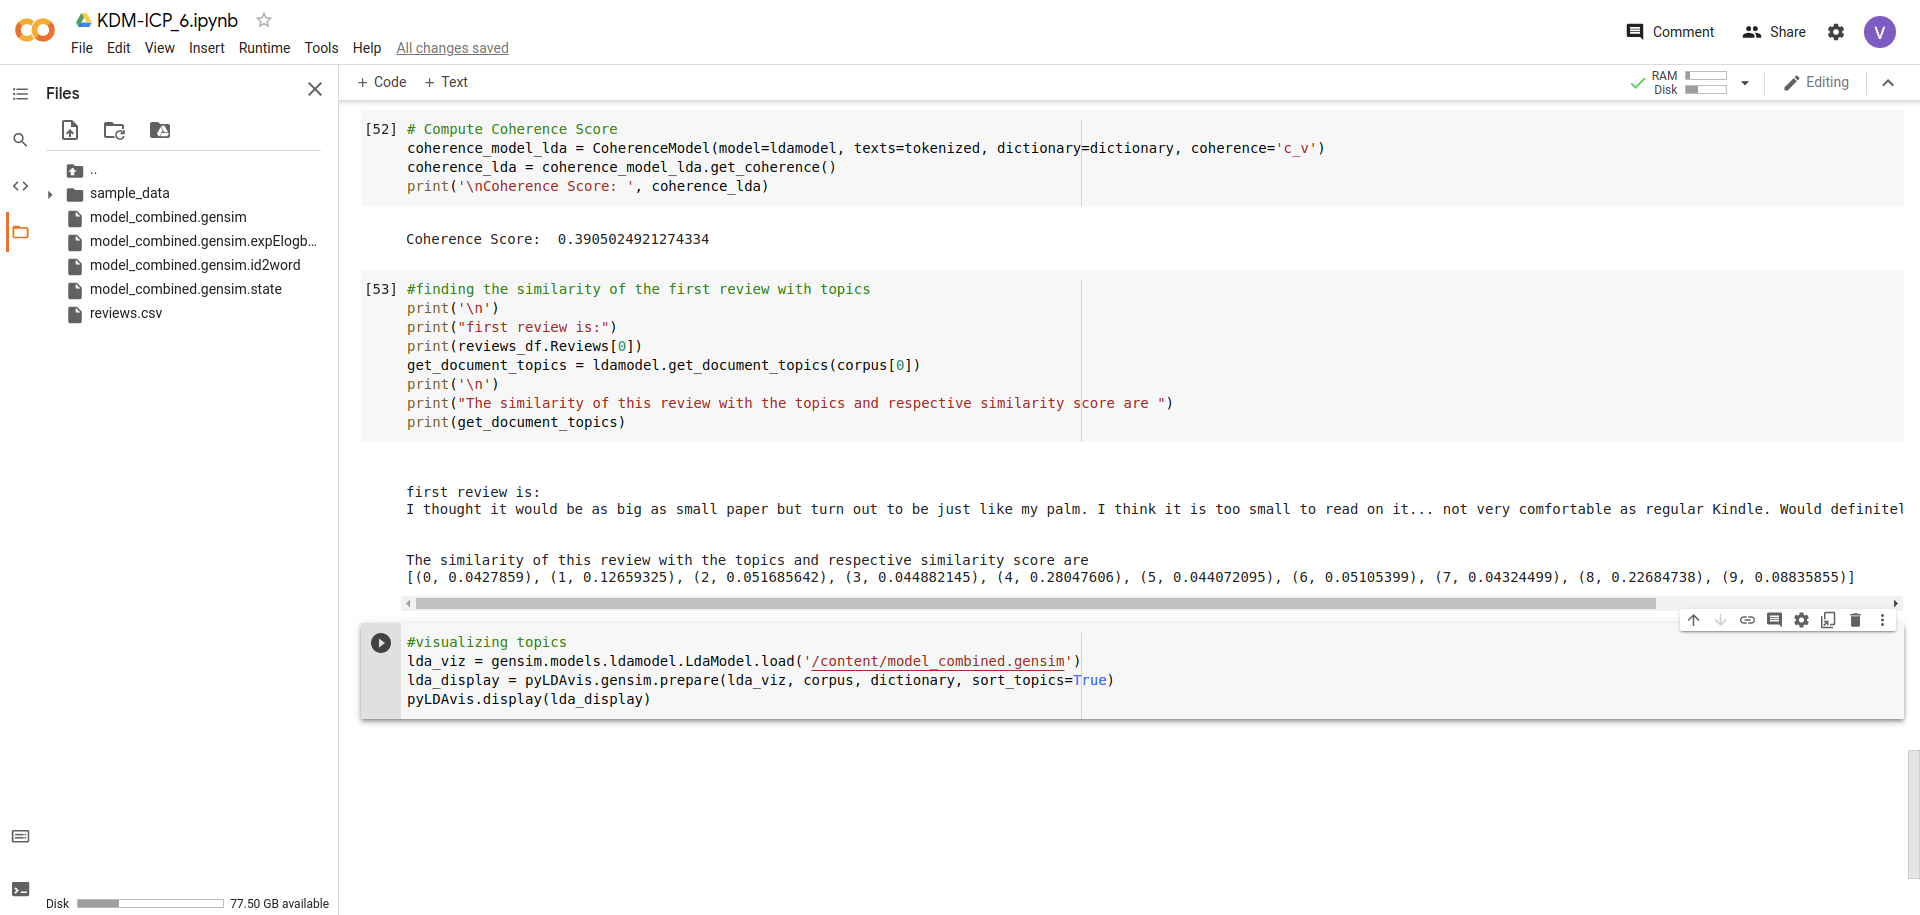 KDM-ICP_6.ipynb
File Edit View Insert Runtime Tools Help All changes saved
Comment Share V
Files
+ Code + Text
RAM
Disk
Editing
..
sample_data
model_combined.gensim
model_combined.gensim.expElogb...
model_combined.gensim.id2word
model_combined.gensim.state
reviews.csv
Disk 77.50 GB available
[52] # Compute Coherence Score
coherence_model_lda = CoherenceModel(model=ldamodel, texts=tokenized, dictionary=dictionary, coherence='c_v')
coherence_lda = coherence_model_lda.get_coherence()
print('\nCoherence Score: ', coherence_lda)
Coherence Score:  0.3905024921274334
[53] #finding the similarity of the first review with topics
print('\n')
print("first review is:")
print(reviews_df.Reviews[0])
get_document_topics = ldamodel.get_document_topics(corpus[0])
print('\n')
print("The similarity of this review with the topics and respective similarity score are ")
print(get_document_topics)
first review is:
I thought it would be as big as small paper but turn out to be just like my palm. I think it is too small to read on it... not very comfortable as regular Kindle. Would definitel
The similarity of this review with the topics and respective similarity score are
[(0, 0.0427859), (1, 0.12659325), (2, 0.051685642), (3, 0.044882145), (4, 0.28047606), (5, 0.044072095), (6, 0.05105399), (7, 0.04324499), (8, 0.22684738), (9, 0.08835855)]
#visualizing topics
lda_viz = gensim.models.ldamodel.LdaModel.load('/content/model_combined.gensim')
lda_display = pyLDAvis.gensim.prepare(lda_viz, corpus, dictionary, sort_topics=True)
pyLDAvis.display(lda_display)